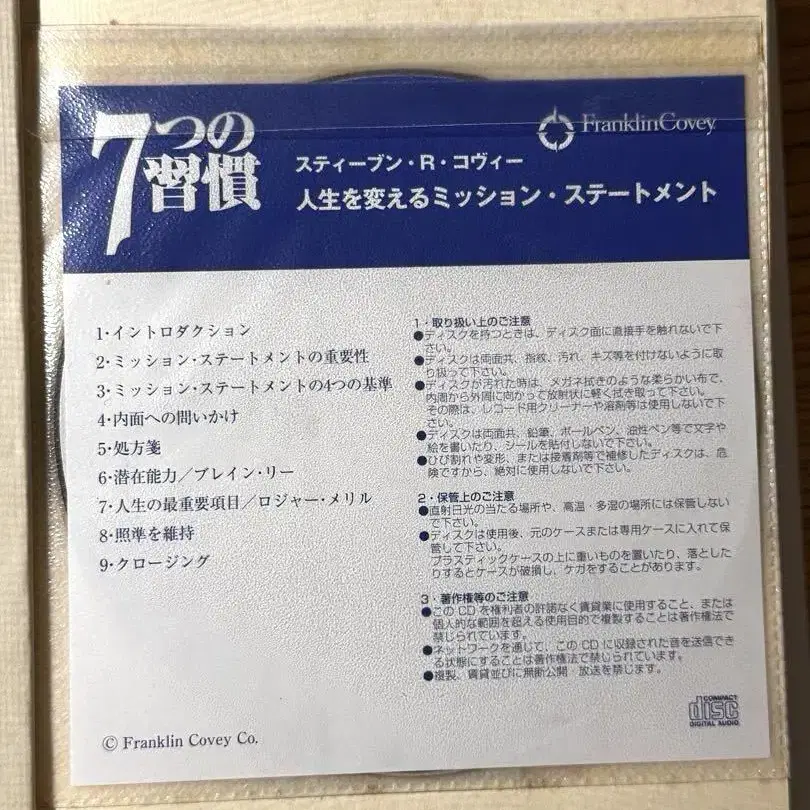 7つの習慣
FranklinCovey
スティーブン・R・コヴィー
人生を変えるミッション・ステートメント
1・イントロダクション
2・ミッション・ステートメントの重要性
3・ミッション・ステートメントの4つの基準
4・内面への問いかけ
5・処方箋
6・潜在能力／ブレイン・リー
7・人生の最重要項目／ロジャー・メリル
8・照準を維持
9・クロージング
© Franklin Covey Co.
1・取り扱い上のご注意
●ディスクを持つときは、ディスク面に直接手を触れないで下
さい。
●ディスクは両面共、指紋、汚れ、キズ等を付けないように取
り扱って下さい。
●ディスクが汚れた時は、メガネ拭きのような柔らかい布で、
内周から外周に向かって放射状に軽く拭き取って下さい。
その際は、レコード用クリーナーや溶剤等は使用しないで下
さい。
●ディスクは両面共、鉛筆、ボールペン、油性ペン等で文字や
絵を書いたり、シールを貼付しないで下さい。
●ひび割れや変形、または接着剤等で補修したディスクは、危
険ですから、絶対に使用しないで下さい。
2・保管上のご注意
●直射日光の当たる場所や、高温・多湿の場所には保管しない
で下さい。
●ディスクは使用後、元のケースまたは専用ケースに入れて保
管して下さい。
プラスティックケースの上に重いものを置いたり、落とした
りするとケースが破損し、ケガをすることがあります。
3・著作権等のご注意
●この CD を権利者の許諾なく賃貸業に使用すること、または
個人的な範囲を超える使用目的で複製することは著作権法で
禁じられています。
●ネットワークを通じて、この CD に収録された音を送信でき
る状態にすることは著作権法で禁じられています。
●複製、賃貸並びに無断公開・放送を禁じます。
COMPACT
disc
DIGITAL AUDIO